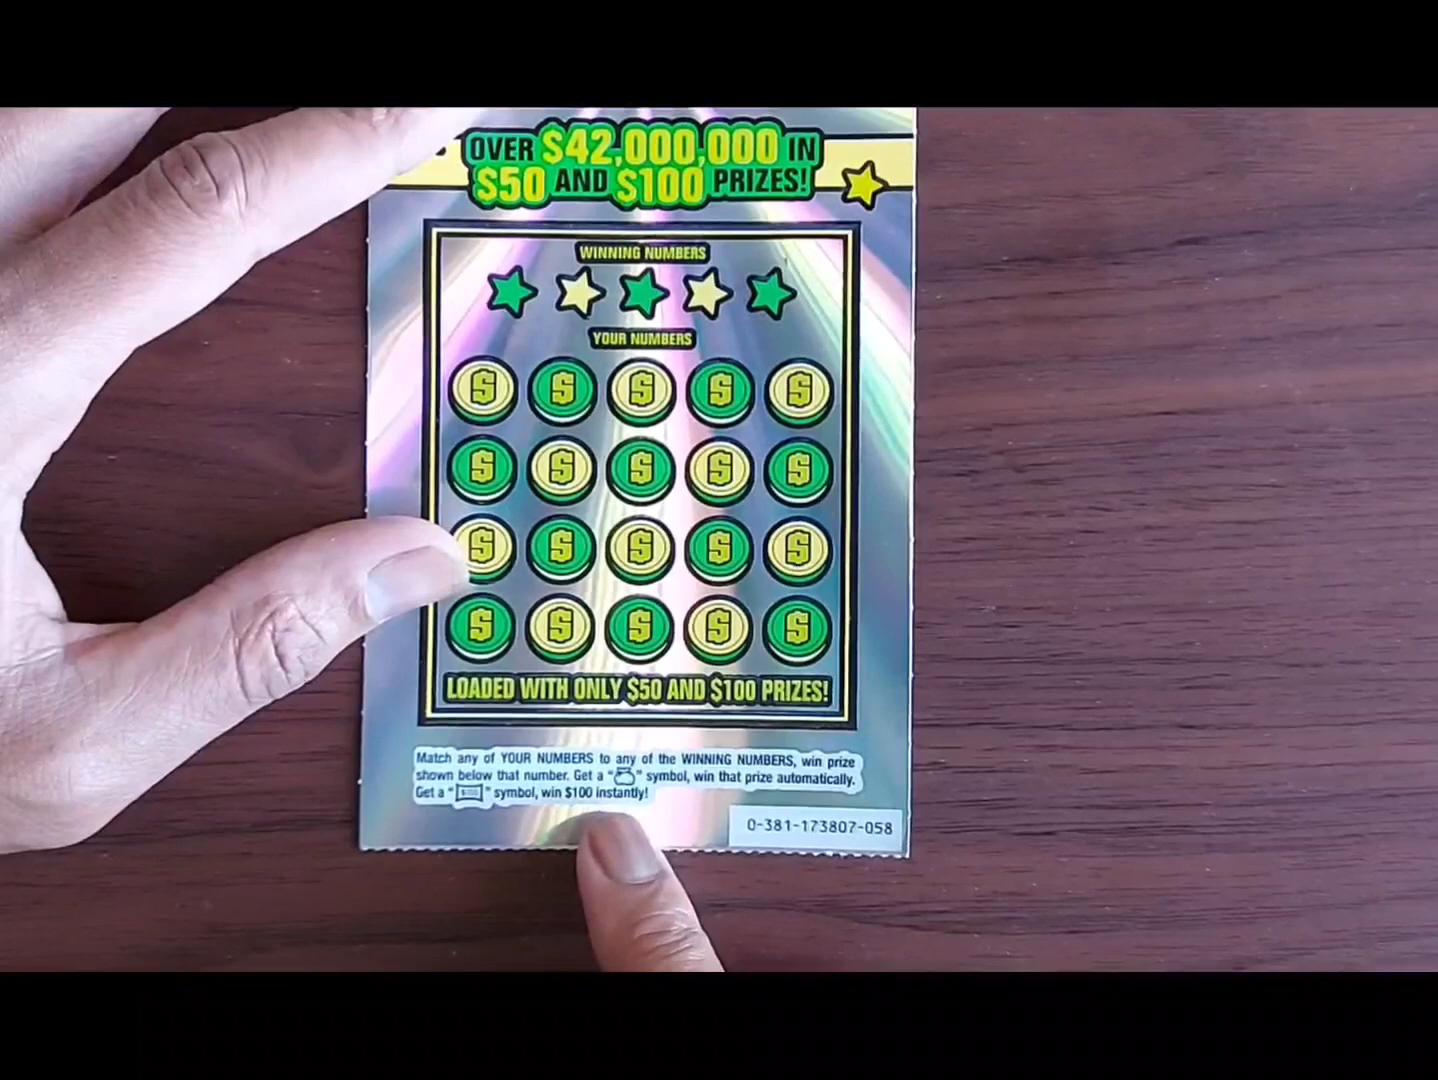 OVER $42,000,000 IN
$50 AND $100 PRIZES!
WINNING NUMBERS
YOUR NUMBERS
$ $ $ $ $
$ $ $ $ $
$ $ $ $ $
$ $ $ $ $
LOADED WITH ONLY $50 AND $100 PRIZES!
Match any of YOUR NUMBERS to any of the WINNING NUMBERS, win prize
shown below that number. Get a " " symbol, win that prize automatically.
Get a "$100" symbol, win $100 instantly!
0-381-173807-058